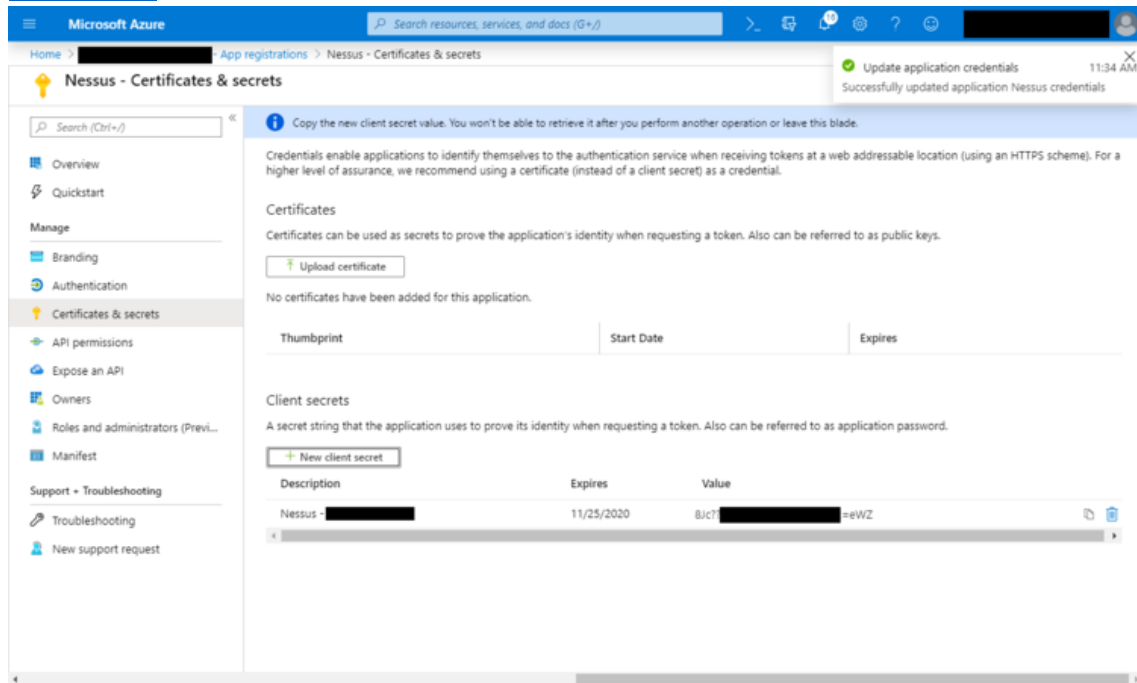 Microsoft Azure
Search resources, services, and docs (G+/)
Home > - App registrations > Nessus - Certificates & secrets
Update application credentials 11:34 AM
Successfully updated application Nessus credentials
Nessus - Certificates & secrets
Search (Ctrl+/)
Overview
Quickstart
Manage
Branding
Authentication
Certificates & secrets
API permissions
Expose an API
Owners
Roles and administrators (Previ...
Manifest
Support + Troubleshooting
Troubleshooting
New support request
Copy the new client secret value. You won't be able to retrieve it after you perform another operation or leave this blade.
Credentials enable applications to identify themselves to the authentication service when receiving tokens at a web addressable location (using an HTTPS scheme). For a
higher level of assurance, we recommend using a certificate (instead of a client secret) as a credential.
Certificates
Certificates can be used as secrets to prove the application's identity when requesting a token. Also can be referred to as public keys.
Upload certificate
No certificates have been added for this application.
Thumbprint Start Date Expires
Client secrets
A secret string that the application uses to prove its identity when requesting a token. Also can be referred to as application password.
New client secret
Description Expires Value
Nessus - 11/25/2020 =eWZ